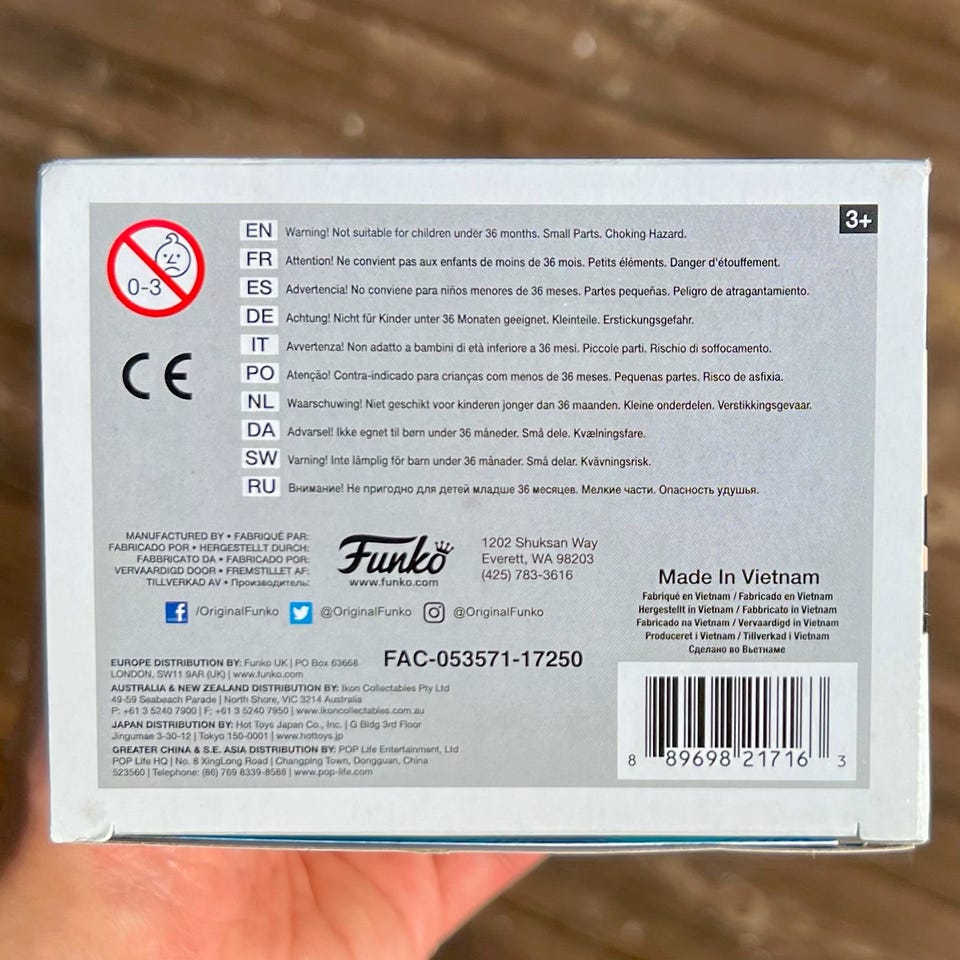 3+
0-3
EN Warning! Not suitable for children under 36 months. Small Parts. Choking Hazard.
FR Attention! Ne convient pas aux enfants de moins de 36 mois. Petits éléments. Danger d'étouffement.
ES Advertencia! No conviene para niños menores de 36 meses. Partes pequeñas. Peligro de atragantamiento.
DE Achtung! Nicht für Kinder unter 36 Monaten geeignet. Kleinteile. Erstickungsgefahr.
IT Avvertenza! Non adatto a bambini di età inferiore a 36 mesi. Piccole parti. Rischio di soffocamento.
PO Atenção! Contra-indicado para crianças com menos de 36 meses. Pequenas partes. Risco de asfixia.
NL Waarschuwing! Niet geschikt voor kinderen jonger dan 36 maanden. Kleine onderdelen. Verstikkingsgevaar.
DA Advarsel! Ikke egnet til børn under 36 måneder. Små dele. Kvælningsfare.
SW Varning! Inte lämplig för barn under 36 månader. Små delar. Kvävningsrisk.
RU Внимание! Не пригодно для детей младше 36 месяцев. Мелкие части. Опасность удушья.
CE
MANUFACTURED BY • FABRIQUÉ PAR:
FABRICADO POR • HERGESTELLT DURCH:
FABBRICATO DA • FABRICADO POR:
VERVAARDIGD DOOR • FREMSTILLET AF:
TILLVERKAD AV • Производитель:
Funko
www.funko.com
1202 Shuksan Way
Everett, WA 98203
(425) 783-3616
f /OriginalFunko @OriginalFunko @OriginalFunko
Made In Vietnam
Fabriqué en Vietnam / Fabricado en Vietnam
Hergestellt in Vietnam / Fabbricato in Vietnam
Fabricado na Vietnam / Vervaardigd in Vietnam
Produceret i Vietnam / Tillverkad i Vietnam
Сделано во Вьетнаме
FAC-053571-17250
EUROPE DISTRIBUTION BY: Funko UK | PO Box 63668
LONDON, SW11 9AR (UK) | www.funko.com
AUSTRALIA & NEW ZEALAND DISTRIBUTION BY: Ikon Collectables Pty Ltd
49-59 Seabeach Parade | North Shore, VIC 3214 Australia
P: +61 3 5240 7900 | F: +61 3 5240 7950 | www.ikoncollectables.com.au
JAPAN DISTRIBUTION BY: Hot Toys Japan Co., Inc. | G Bldg 3rd Floor
Jingumae 3-30-12 | Tokyo 150-0001 | www.hottoys.jp
GREATER CHINA & S.E. ASIA DISTRIBUTION BY: POP Life Entertainment, Ltd
POP Life HQ | No. 8 XingLong Road | Changping Town, Dongguan, China
523560 | Telephone: (86) 769 8339-8588 | www.pop-life.com
8 89698 21716 3